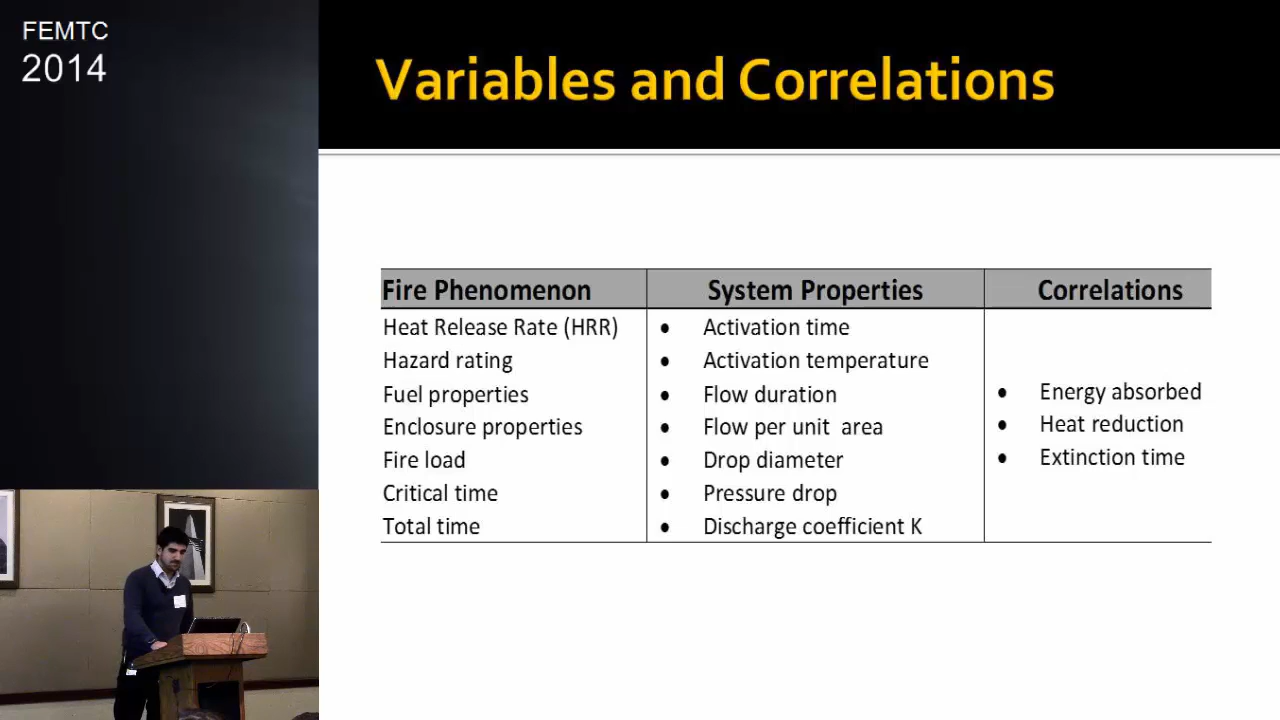 FEMTC
2014
Variables and Correlations
Fire Phenomenon System Properties Correlations
Heat Release Rate (HRR) • Activation time
Hazard rating • Activation temperature
Fuel properties • Flow duration • Energy absorbed
Enclosure properties • Flow per unit area • Heat reduction
Fire load • Drop diameter • Extinction time
Critical time • Pressure drop
Total time • Discharge coefficient K